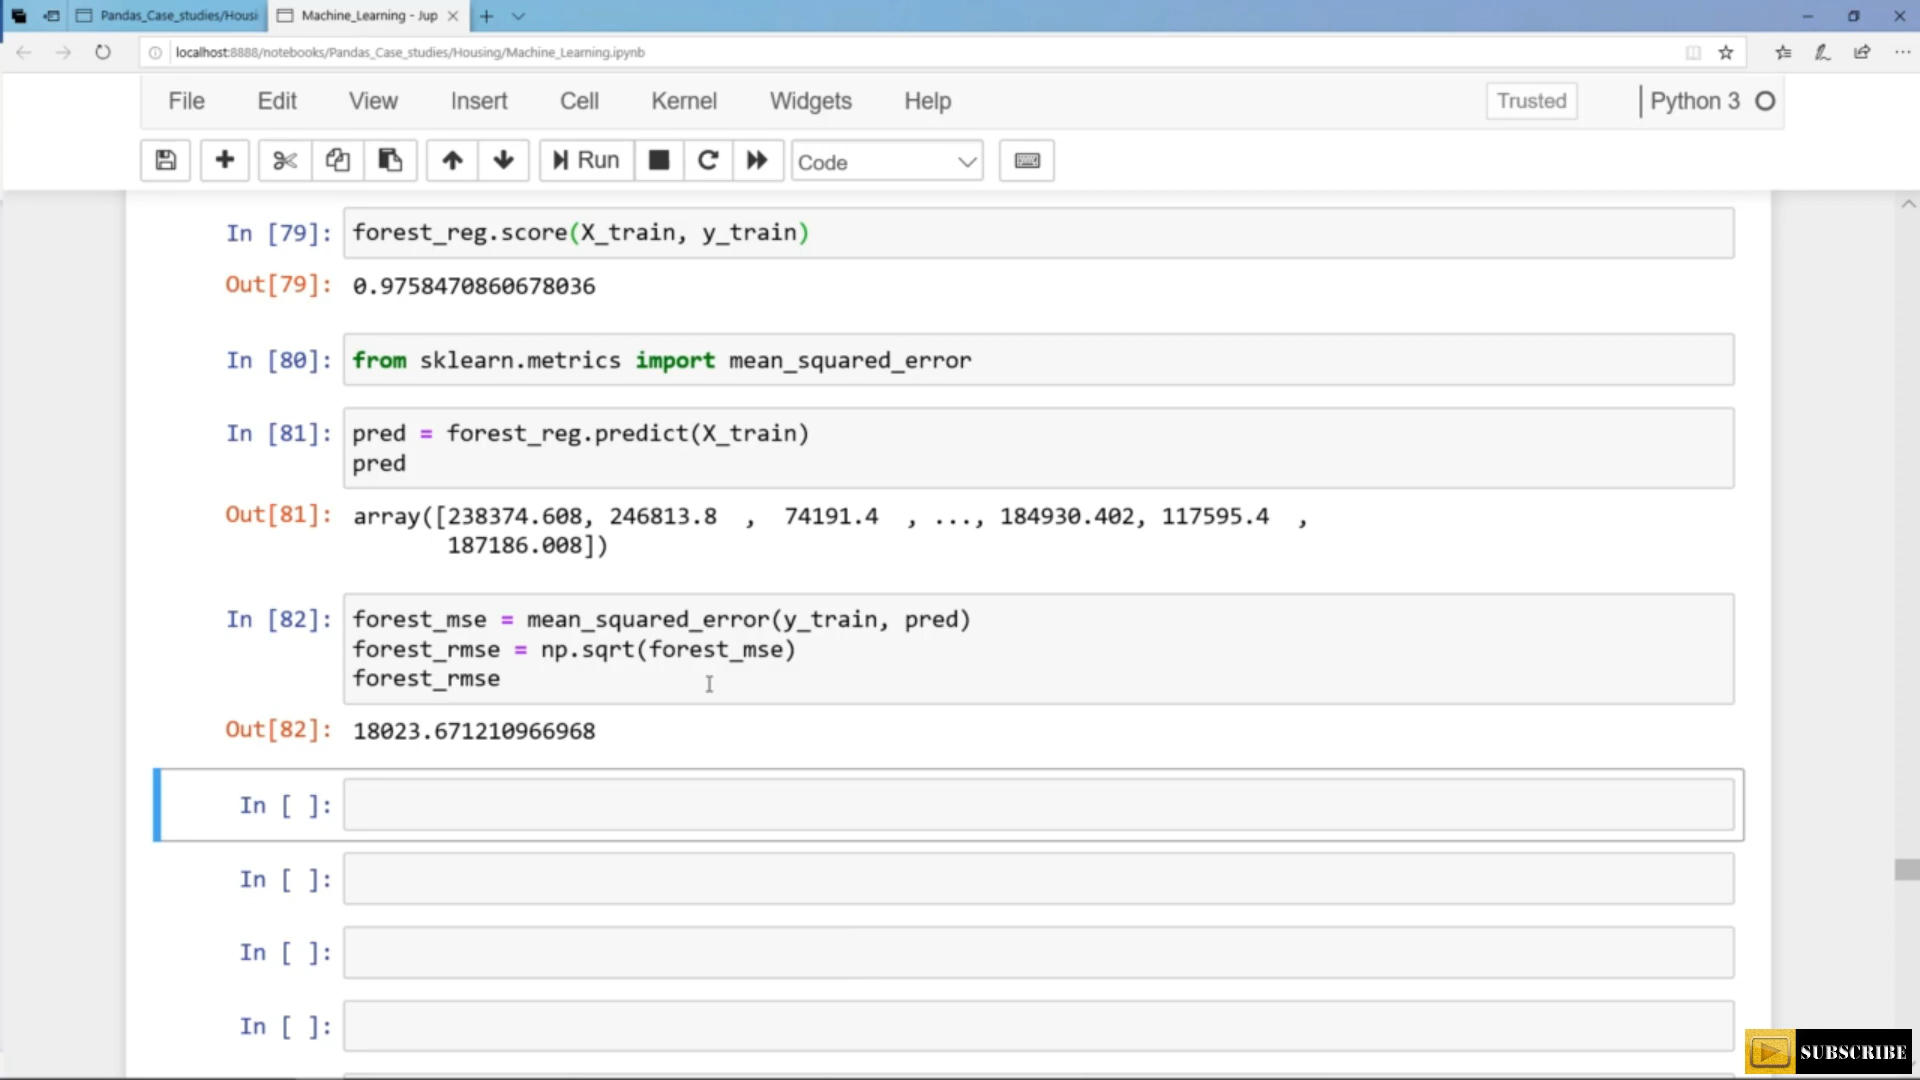 Pandas_Case_studies/Housi
Machine_Learning - Jup
localhost:8888/notebooks/Pandas_Case_studies/Housing/Machine_Learning.ipynb
File Edit View Insert Cell Kernel Widgets Help Trusted Python 3
Run Code
In [79]: forest_reg.score(X_train, y_train)
Out[79]: 0.9758470860678036
In [80]: from sklearn.metrics import mean_squared_error
In [81]: pred = forest_reg.predict(X_train)
pred
Out[81]: array([238374.608, 246813.8  ,  74191.4  , ..., 184930.402, 117595.4  ,
187186.008])
In [82]: forest_mse = mean_squared_error(y_train, pred)
forest_rmse = np.sqrt(forest_mse)
forest_rmse
Out[82]: 18023.671210966968
In [ ]:
In [ ]:
In [ ]:
In [ ]:
SUBSCRIBE